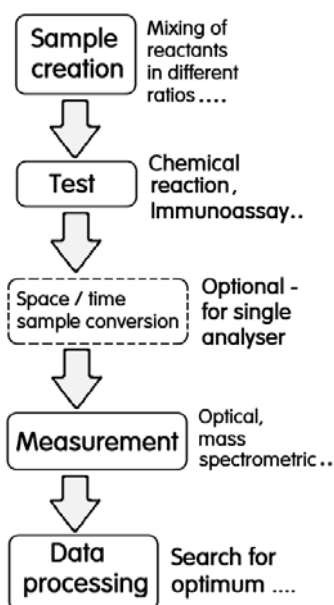 Sample
creation
Mixing of
reactants
in different
ratios ....
Test
Chemical
reaction,
Immunoassay..
Space / time
sample conversion
Optional -
for single
analyser
Measurement
Optical,
mass
spectrometric ..
Data
processing
Search for
optimum ....